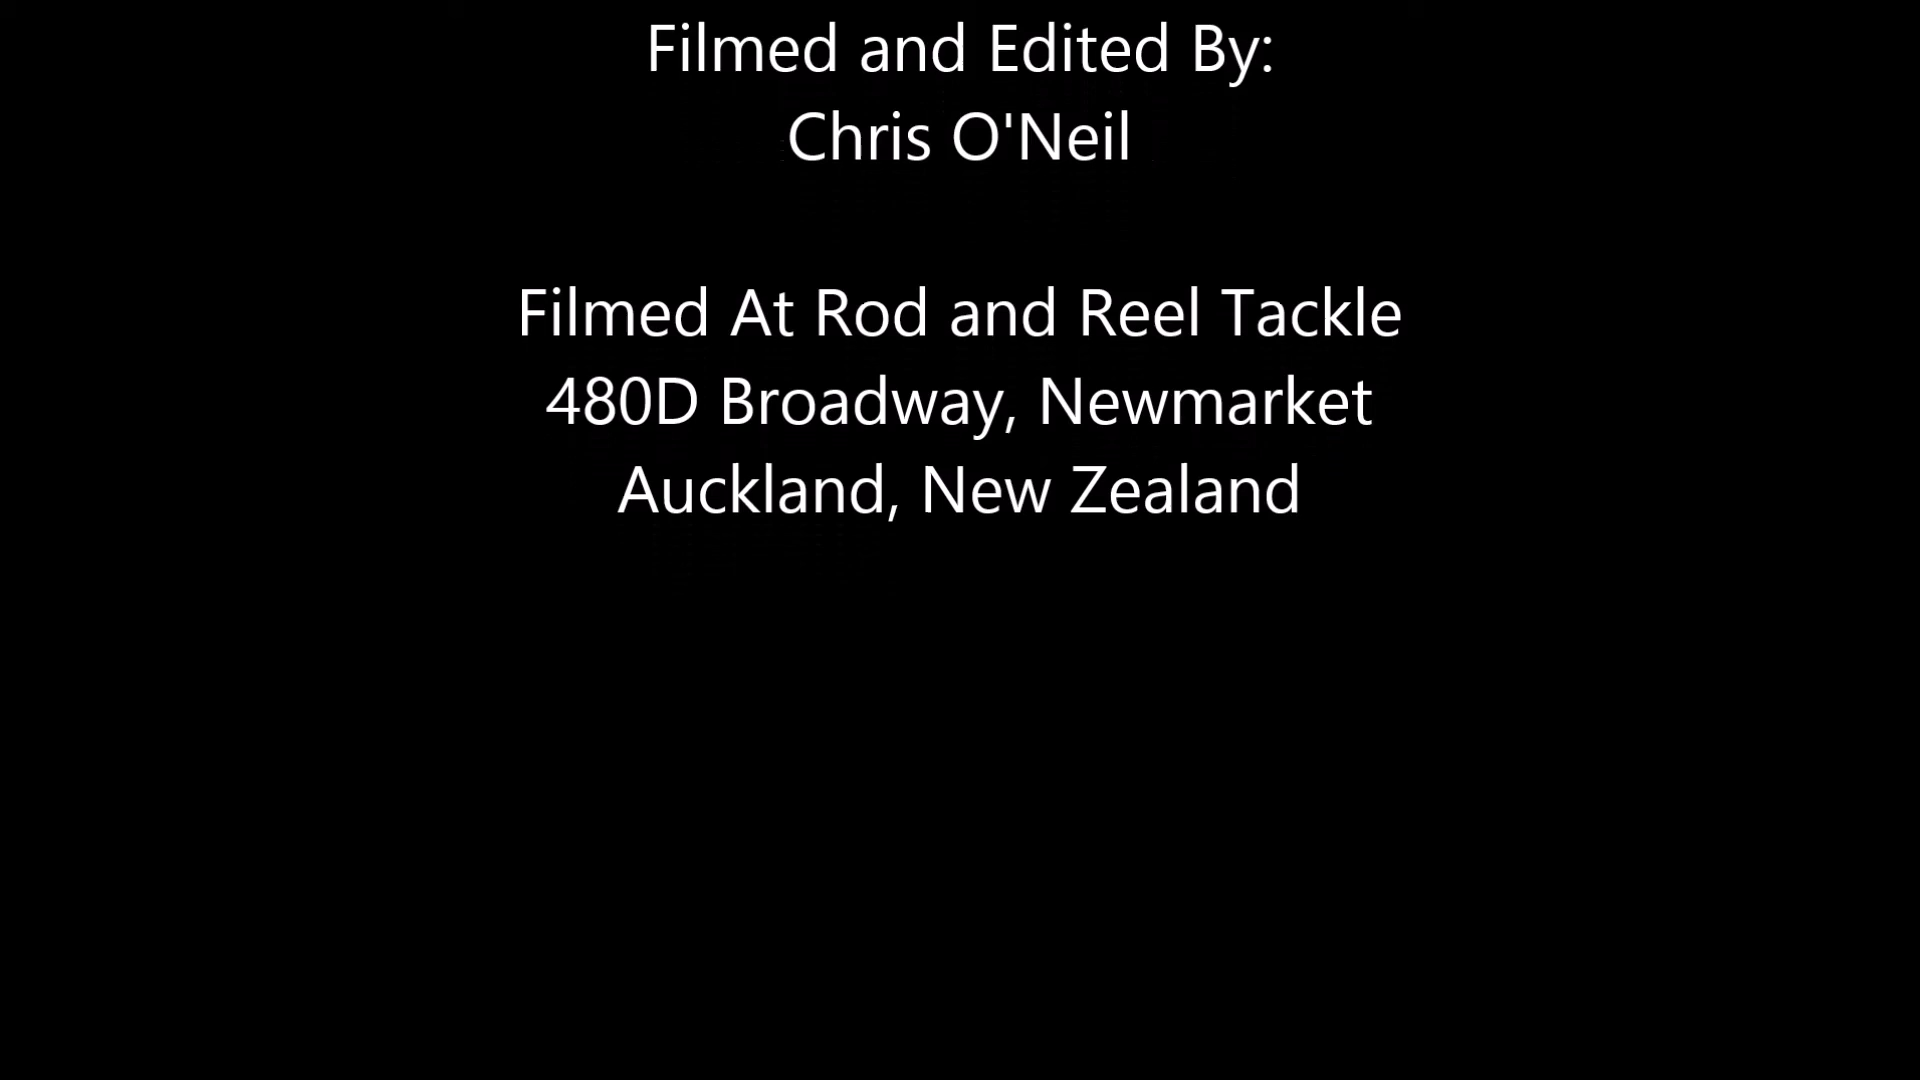 Filmed and Edited By:
Chris O'Neil
Filmed At Rod and Reel Tackle
480D Broadway, Newmarket
Auckland, New Zealand